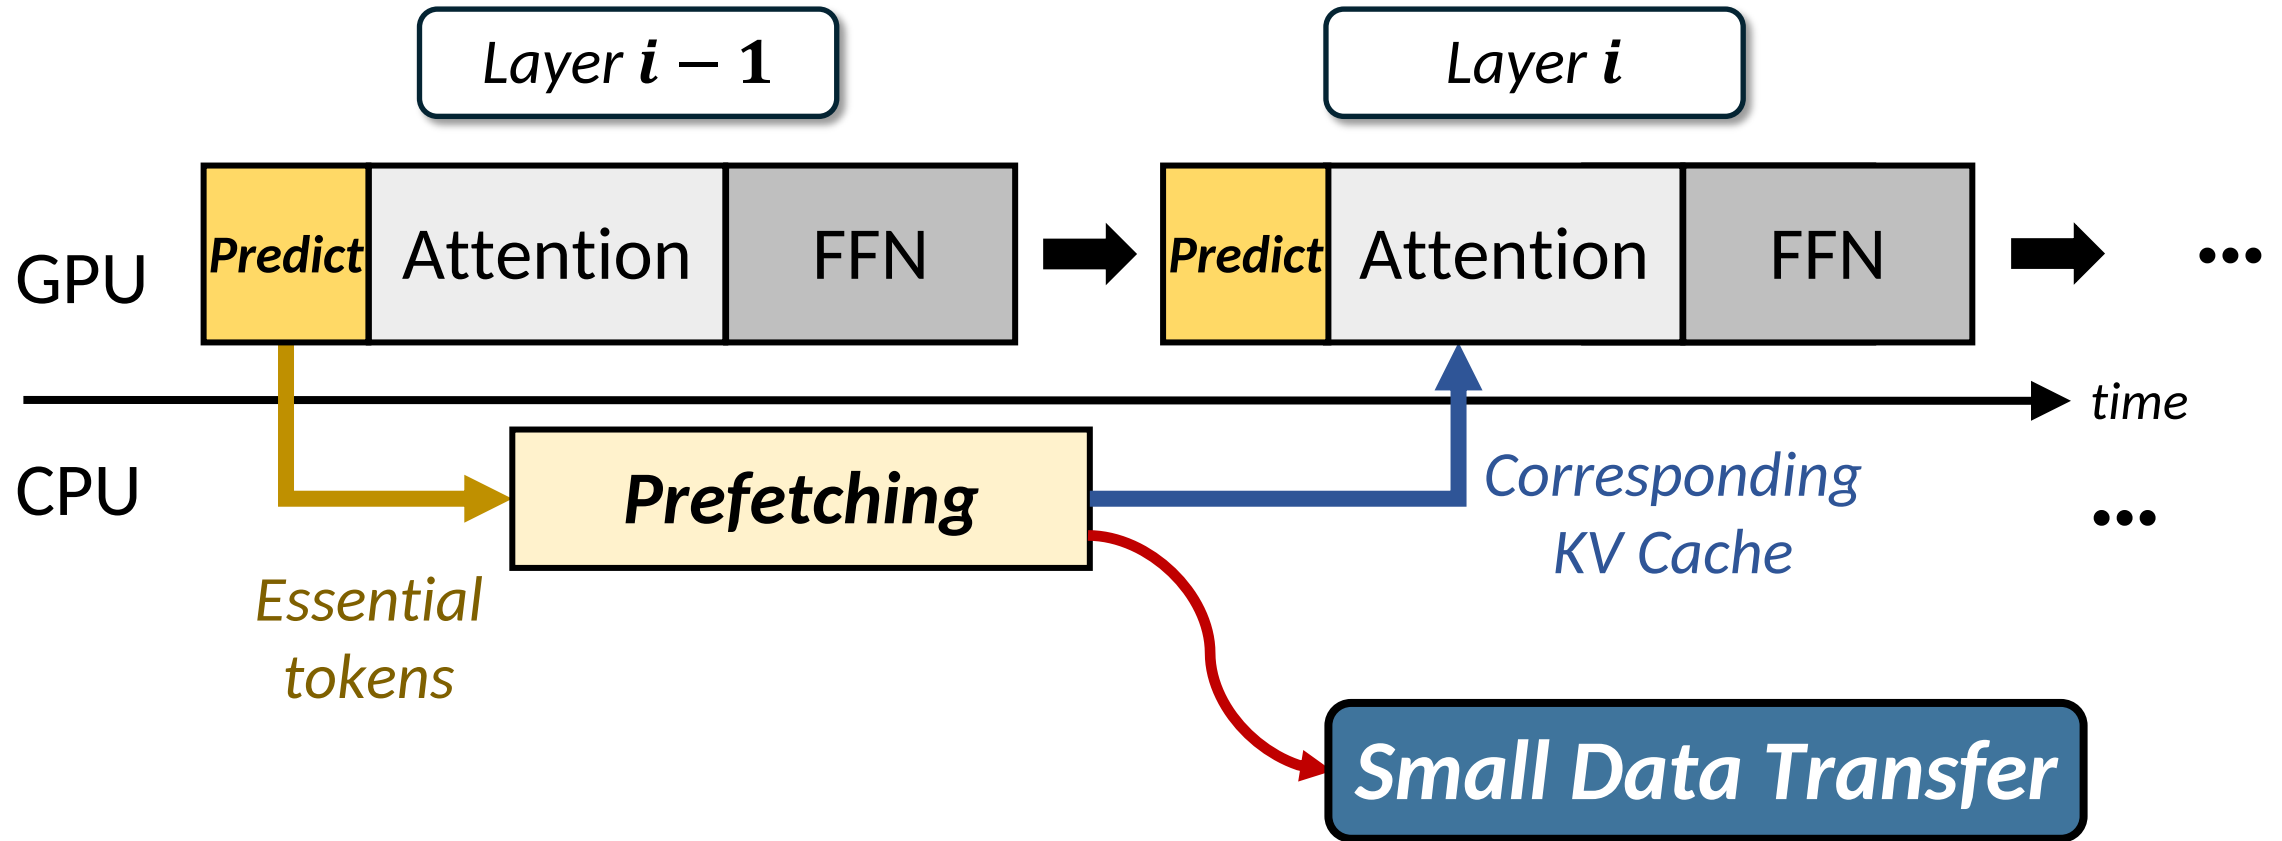 Layer i − 1
Layer i
GPU
Predict
Attention
FFN
Predict
Attention
FFN
•••
time
CPU
Prefetching
Corresponding
KV Cache
•••
Essential
tokens
Small Data Transfer